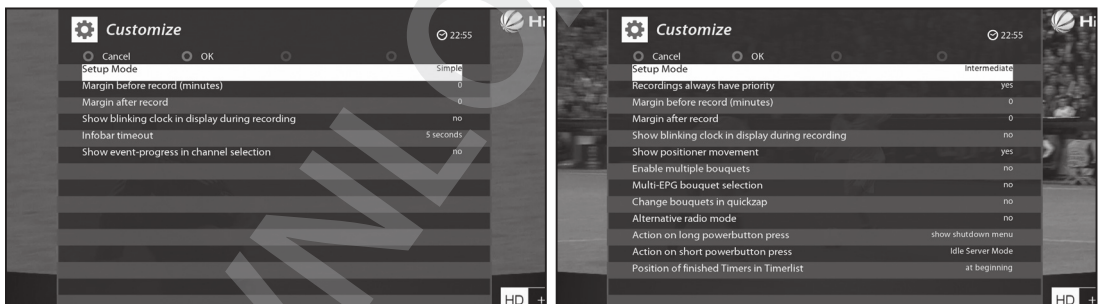 Customize
22:55
Hi
Cancel OK
Setup Mode Simple
Margin before record (minutes) 0
Margin after record 0
Show blinking clock in display during recording no
Infobar timeout 5 seconds
Show event-progress in channel selection no
HD +
Customize
22:55
Hi
Cancel OK
Setup Mode Intermediate
Recordings always have priority yes
Margin before record (minutes) 0
Margin after record 0
Show blinking clock in display during recording no
Show positioner movement yes
Enable multiple bouquets no
Multi-EPG bouquet selection no
Change bouquets in quickzap no
Alternative radio mode no
Action on long powerbutton press show shutdown menu
Action on short powerbutton press Idle Server Mode
Position of finished Timers in Timerlist at beginning
HD +